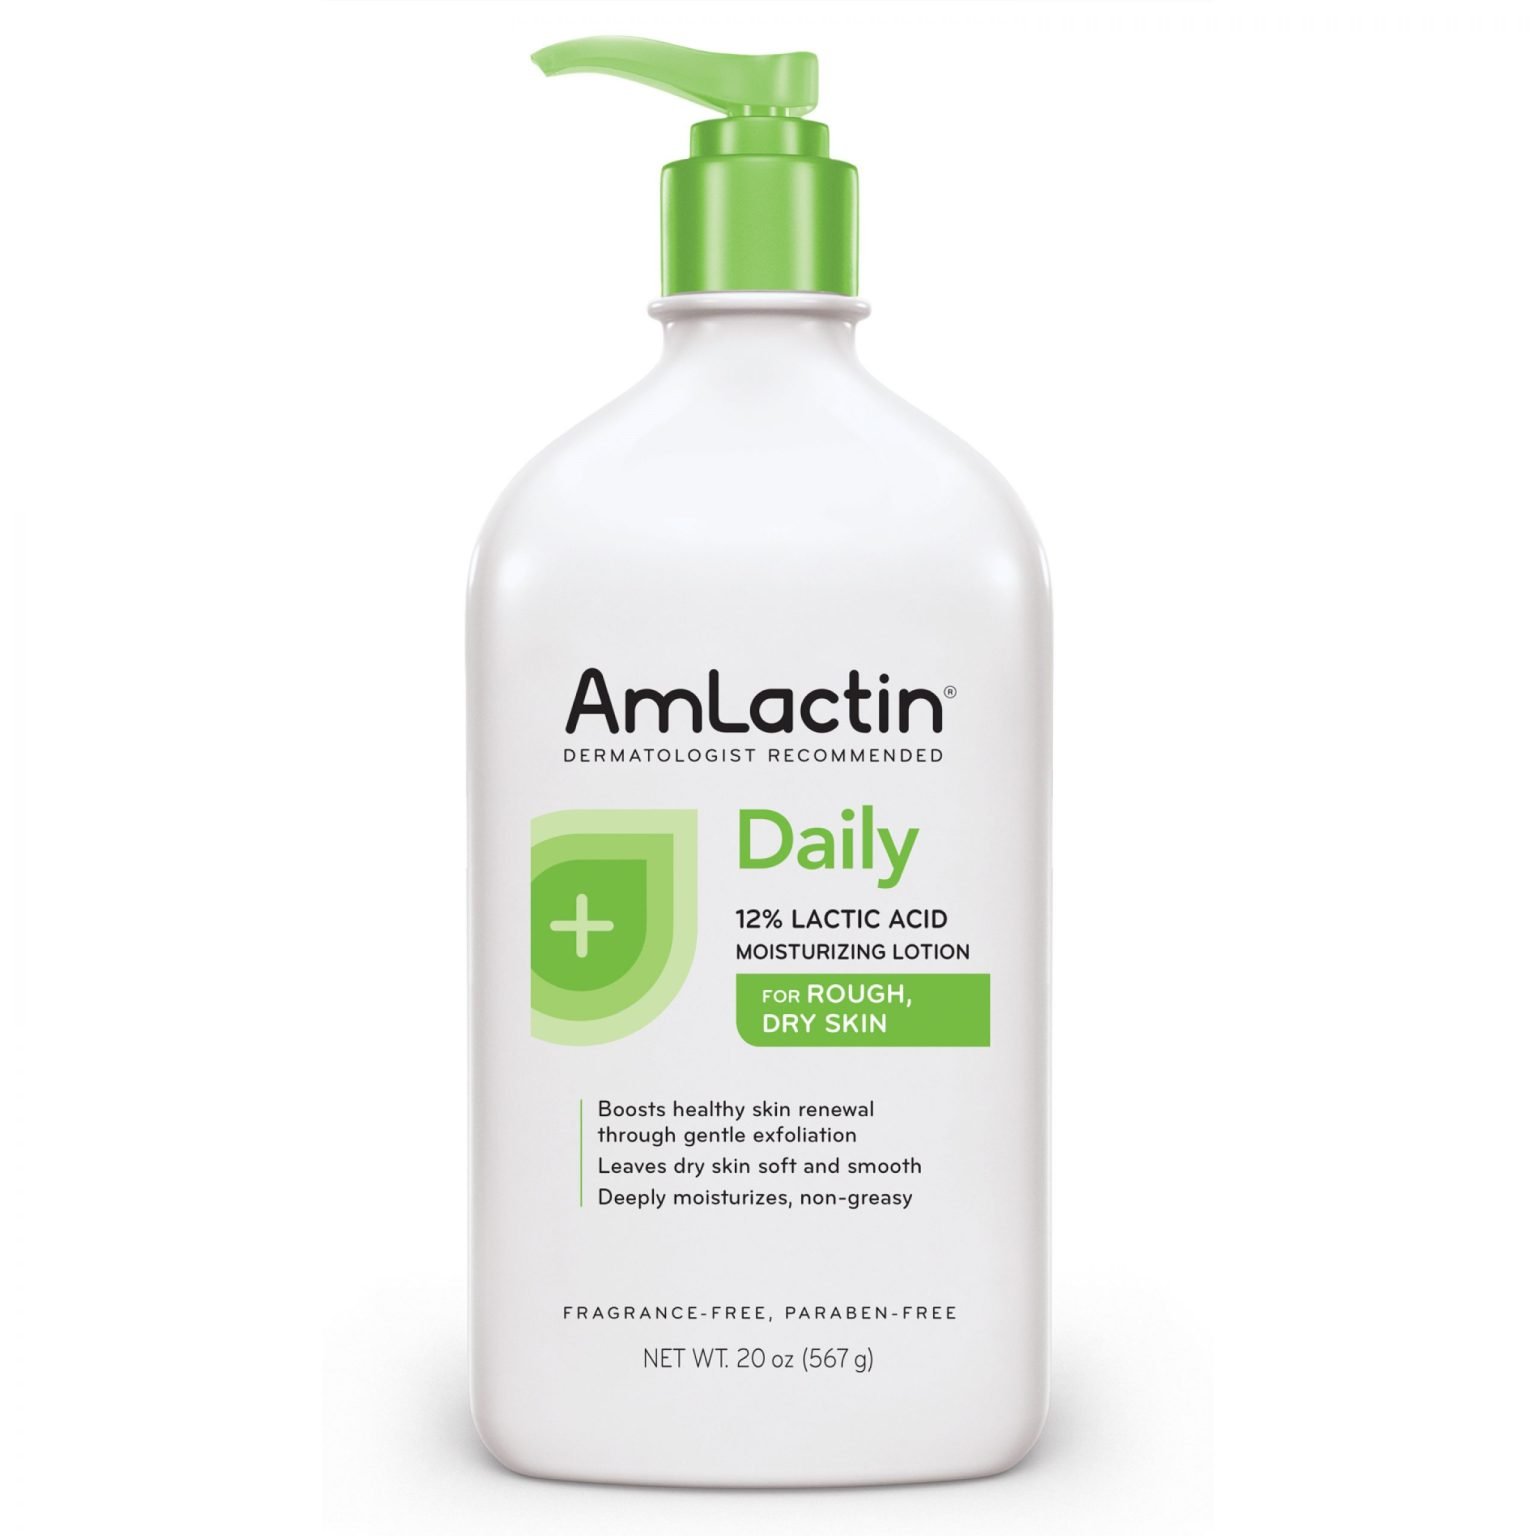 AmLactin®
DERMATOLOGIST RECOMMENDED
Daily
12% LACTIC ACID
MOISTURIZING LOTION
FOR ROUGH,
DRY SKIN
Boosts healthy skin renewal
through gentle exfoliation
Leaves dry skin soft and smooth
Deeply moisturizes, non-greasy
FRAGRANCE-FREE, PARABEN-FREE
NET WT. 20 oz (567 g)